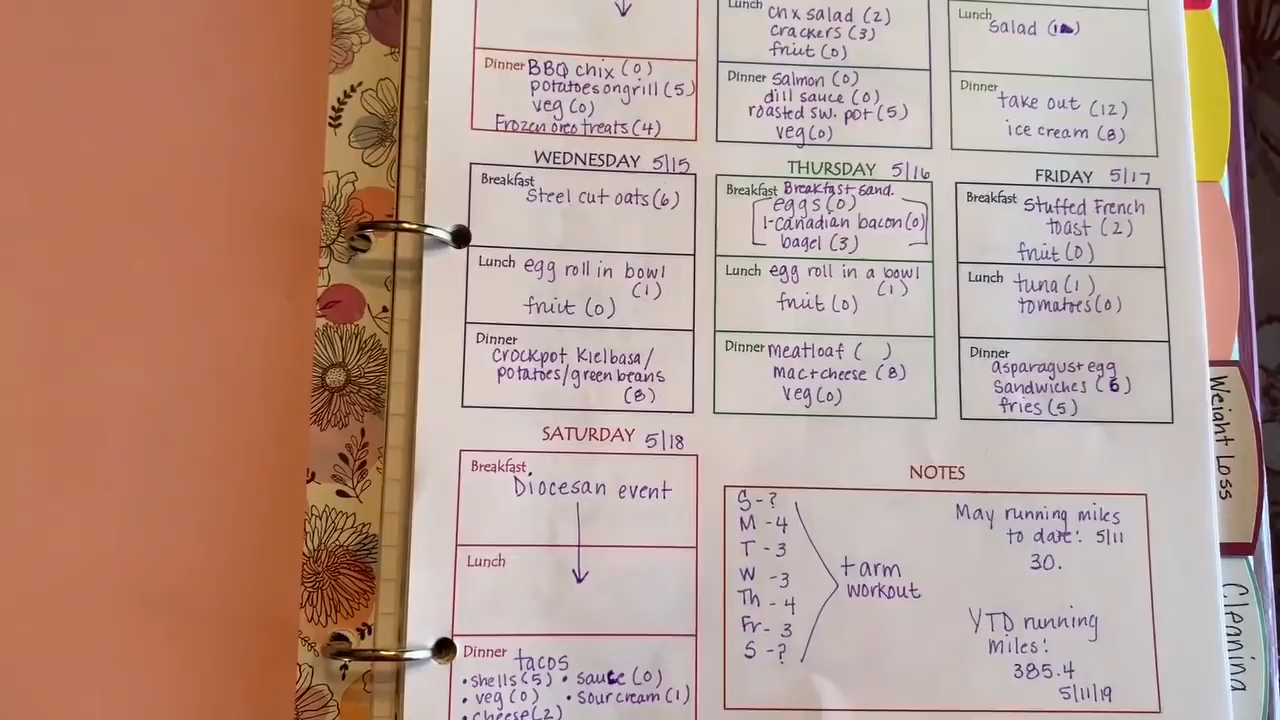 Lunch
chx salad (2)
crackers (3)
fruit (0)
Lunch
Salad
Dinner BBQ chix (0)
potatoes on grill (5)
veg (0)
Frozen oreo treats (4)
Dinner Salmon (0)
dill sauce (0)
roasted sw. pot (5)
veg (0)
Dinner
take out (12)
ice cream (8)
WEDNESDAY 5/15
Breakfast
Steel cut oats (6)
Lunch egg roll in bowl
(1)
fruit (0)
Dinner
crockpot Kielbasa/
potatoes/green beans
(8)
THURSDAY 5/16
Breakfast Breakfast Sand.
eggs (0)
1-Canadian bacon (0)
bagel (3)
Lunch egg roll in a bowl
(1)
fruit (0)
Dinner meatloaf ( )
mac + cheese (8)
veg (0)
FRIDAY 5/17
Breakfast Stuffed French
toast (2)
fruit (0)
Lunch tuna (1)
tomatoes (0)
Dinner
asparagus + egg
Sandwiches (6)
fries (5)
SATURDAY 5/18
Breakfast
Diocesan event
Lunch
Dinner
tacos
• shells (5) • sauce (0)
• veg (0) • sour cream (1)
• cheese (2)
NOTES
S - ?
M - 4
T - 3
W - 3
Th - 4
Fr - 3
S - ?
+ arm
workout
May running miles
to date: 5/11
30.
YTD running
miles:
385.4
5/11/19
Weight Loss
Cleaning